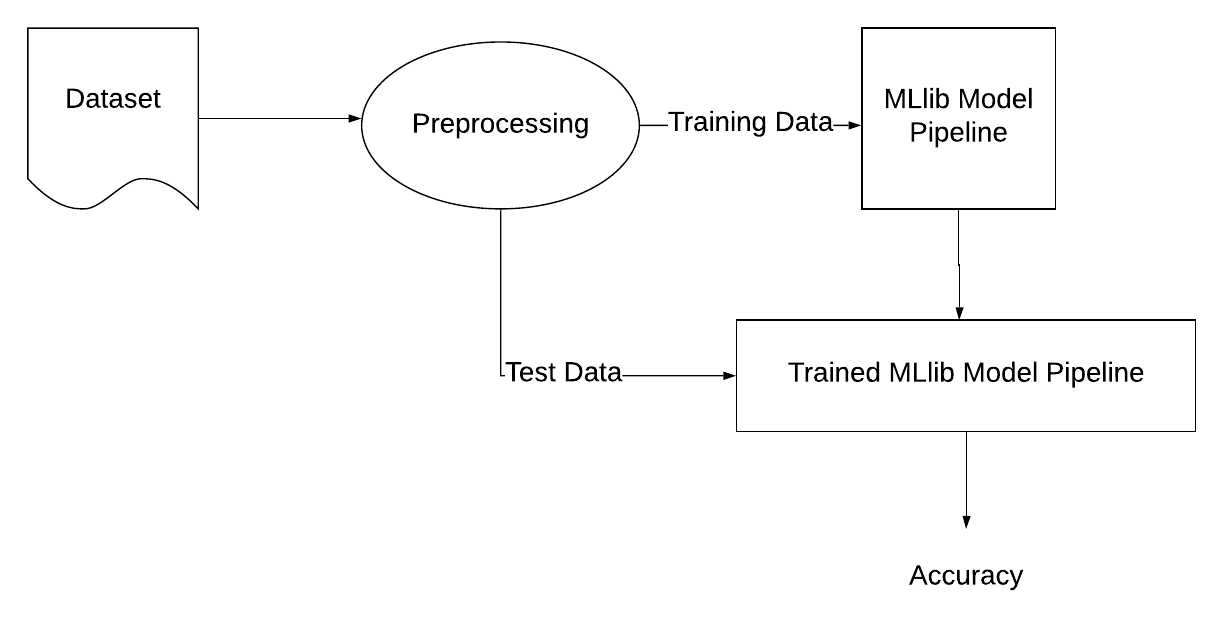 Dataset
Preprocessing
Training Data
MLlib Model
Pipeline
Test Data
Trained MLlib Model Pipeline
Accuracy